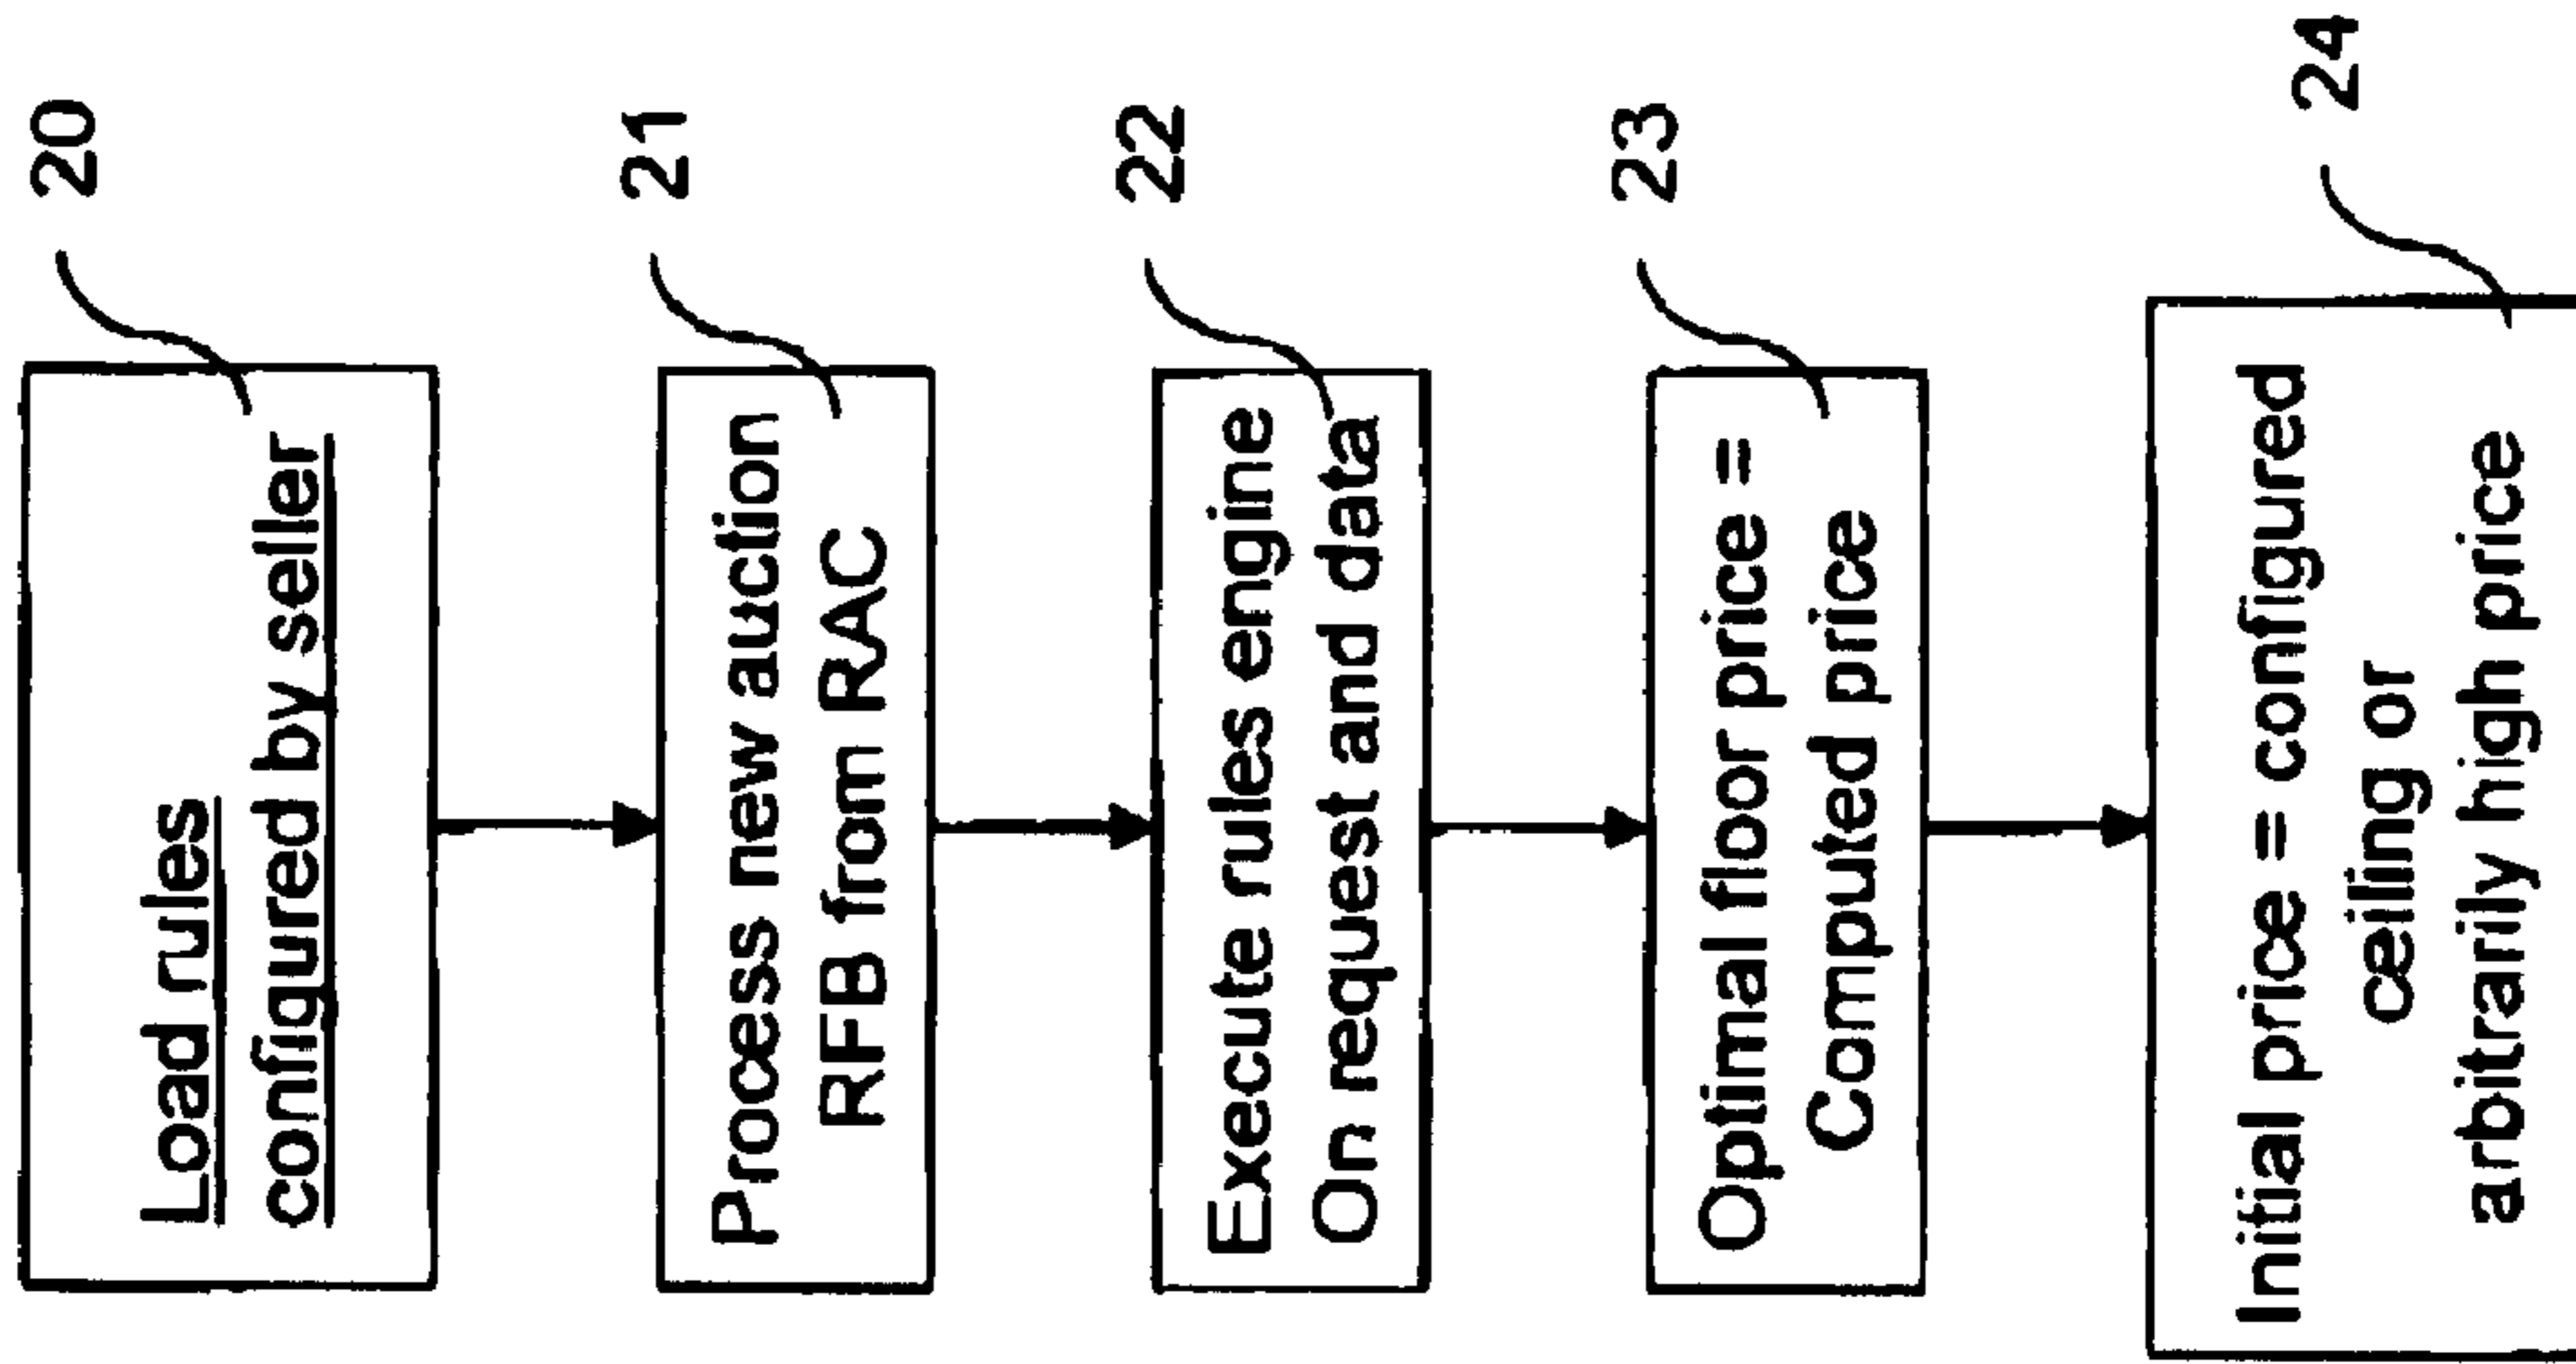 20
Load rules
configured by seller
21
Process new auction
RFB from RAC
22
Execute rules engine
On request and data
23
Optimal floor price =
Computed price
24
Initial price = configured
ceiling or
arbitrarily high price